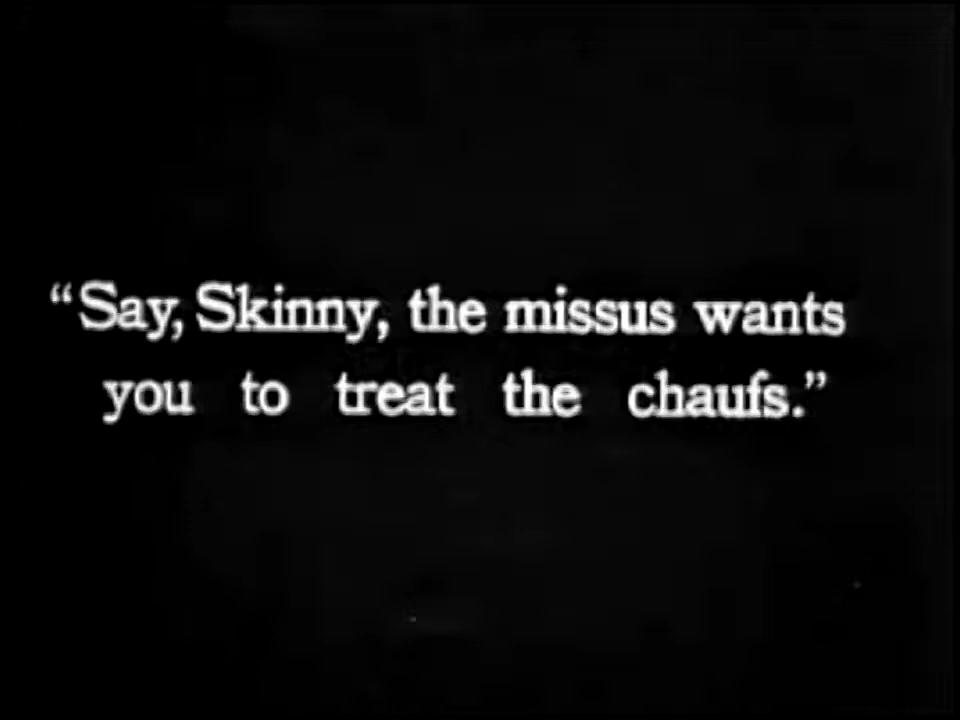 “Say, Skinny, the missus wants
you to treat the chaufs.”